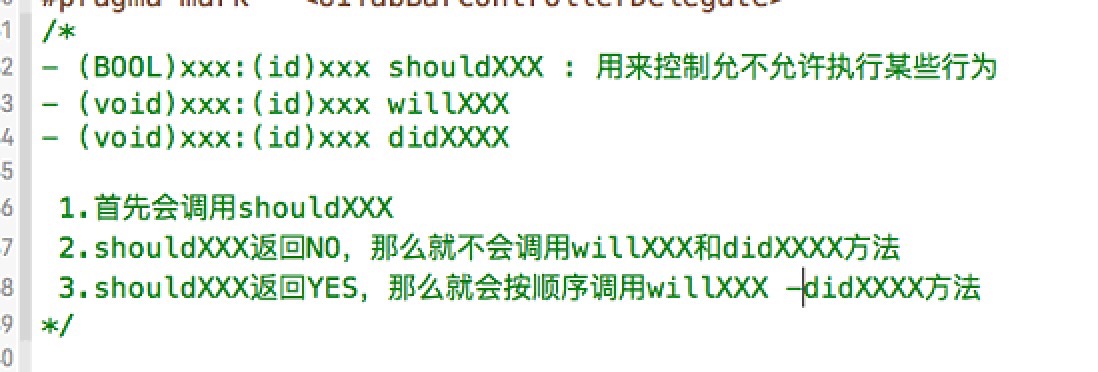 #pragma mark - <UITabBarControllerDelegate>
1 /*
2 - (BOOL)xxx:(id)xxx shouldXXX : 用来控制允不允许执行某些行为
3 - (void)xxx:(id)xxx willXXX
4 - (void)xxx:(id)xxx didXXXX
5
6 1.首先会调用shouldXXX
7 2.shouldXXX返回NO, 那么就不会调用willXXX和didXXXX方法
8 3.shouldXXX返回YES, 那么就会按顺序调用willXXX -didXXXX方法
9 */
0